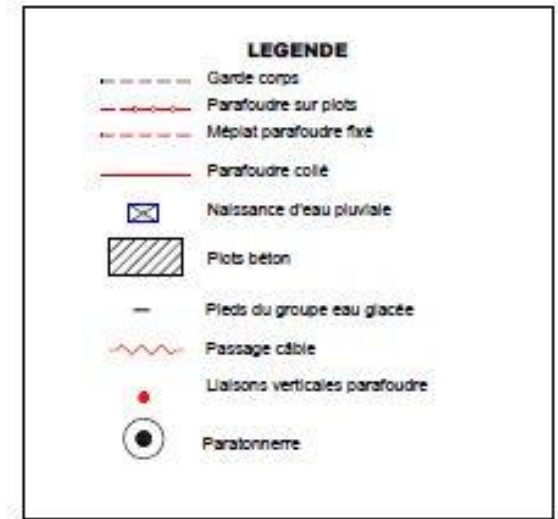 LEGENDE
Garde corps
Parafoudre sur plots
Méplat parafoudre fixé
Parafoudre collé
Naissance d'eau pluviale
Plots béton
Pieds du groupe eau glacée
Passage câble
Liaisons verticales parafoudre
Paratonnerre